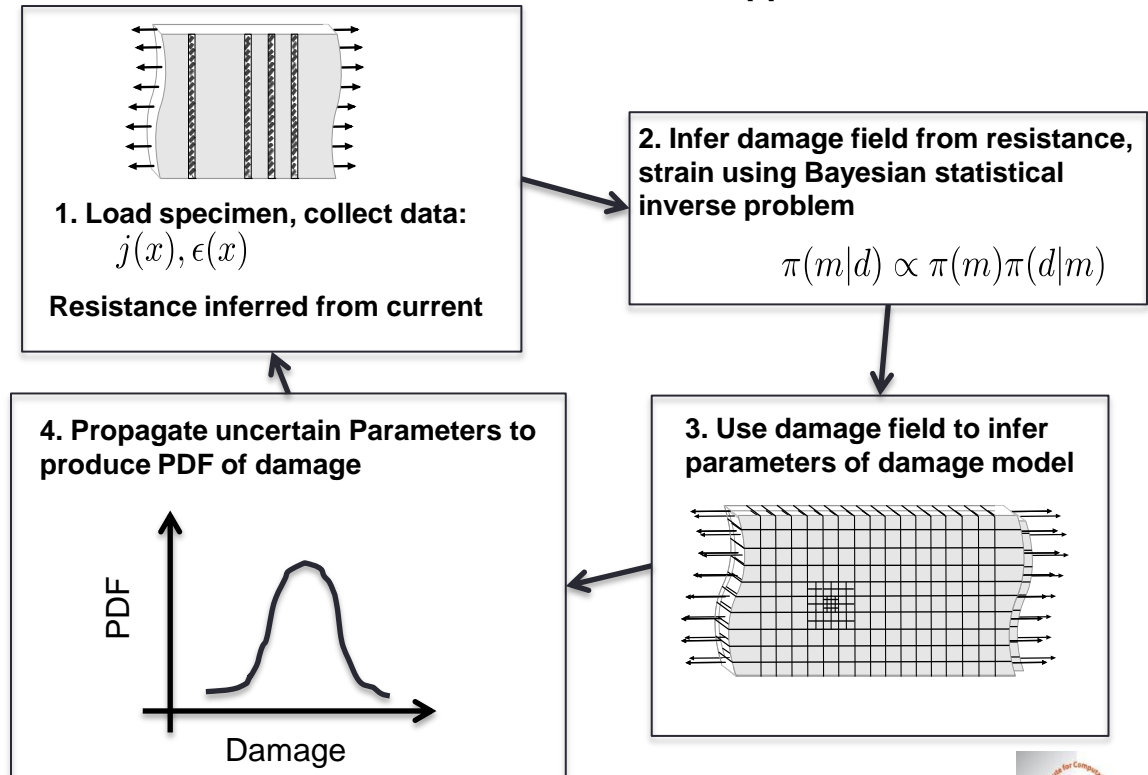 1. Load specimen, collect data:
j(x), ϵ(x)
Resistance inferred from current
2. Infer damage field from resistance,
strain using Bayesian statistical
inverse problem
π(m|d) ∝ π(m)π(d|m)
3. Use damage field to infer
parameters of damage model
4. Propagate uncertain Parameters to
produce PDF of damage
PDF
Damage